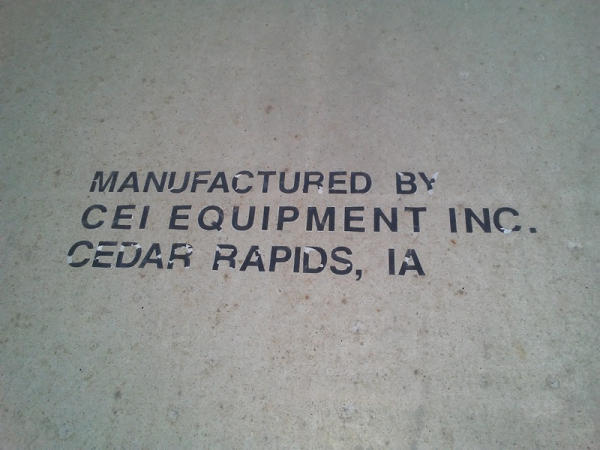 MANUFACTURED BY
CEI EQUIPMENT INC.
CEDAR RAPIDS, IA